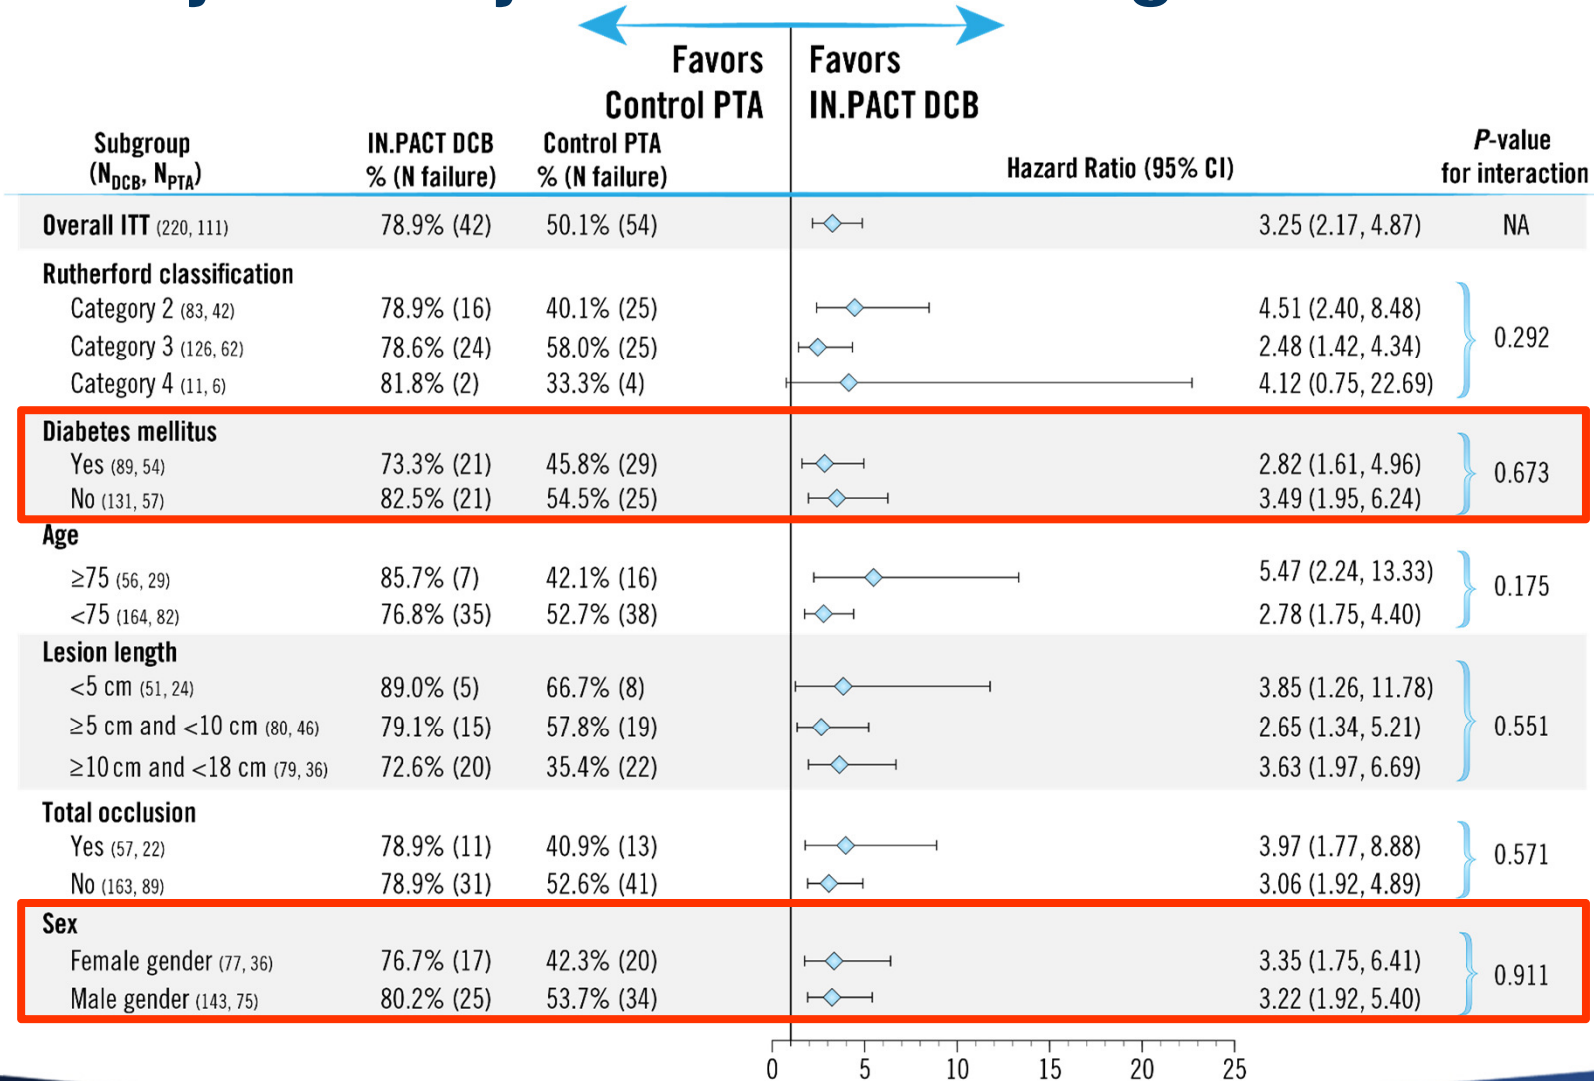 Favors Control PTA
Favors IN.PACT DCB
Subgroup (NDCB, NPTA)
IN.PACT DCB % (N failure)
Control PTA % (N failure)
Hazard Ratio (95% CI)
P-value for interaction
Overall ITT (220, 111) 78.9% (42) 50.1% (54) 3.25 (2.17, 4.87) NA
Rutherford classification
Category 2 (83, 42) 78.9% (16) 40.1% (25) 4.51 (2.40, 8.48)
Category 3 (126, 62) 78.6% (24) 58.0% (25) 2.48 (1.42, 4.34) 0.292
Category 4 (11, 6) 81.8% (2) 33.3% (4) 4.12 (0.75, 22.69)
Diabetes mellitus
Yes (89, 54) 73.3% (21) 45.8% (29) 2.82 (1.61, 4.96) 0.673
No (131, 57) 82.5% (21) 54.5% (25) 3.49 (1.95, 6.24)
Age
≥75 (56, 29) 85.7% (7) 42.1% (16) 5.47 (2.24, 13.33) 0.175
<75 (164, 82) 76.8% (35) 52.7% (38) 2.78 (1.75, 4.40)
Lesion length
<5 cm (51, 24) 89.0% (5) 66.7% (8) 3.85 (1.26, 11.78)
≥5 cm and <10 cm (80, 46) 79.1% (15) 57.8% (19) 2.65 (1.34, 5.21) 0.551
≥10 cm and <18 cm (79, 36) 72.6% (20) 35.4% (22) 3.63 (1.97, 6.69)
Total occlusion
Yes (57, 22) 78.9% (11) 40.9% (13) 3.97 (1.77, 8.88) 0.571
No (163, 89) 78.9% (31) 52.6% (41) 3.06 (1.92, 4.89)
Sex
Female gender (77, 36) 76.7% (17) 42.3% (20) 3.35 (1.75, 6.41) 0.911
Male gender (143, 75) 80.2% (25) 53.7% (34) 3.22 (1.92, 5.40)
0 5 10 15 20 25